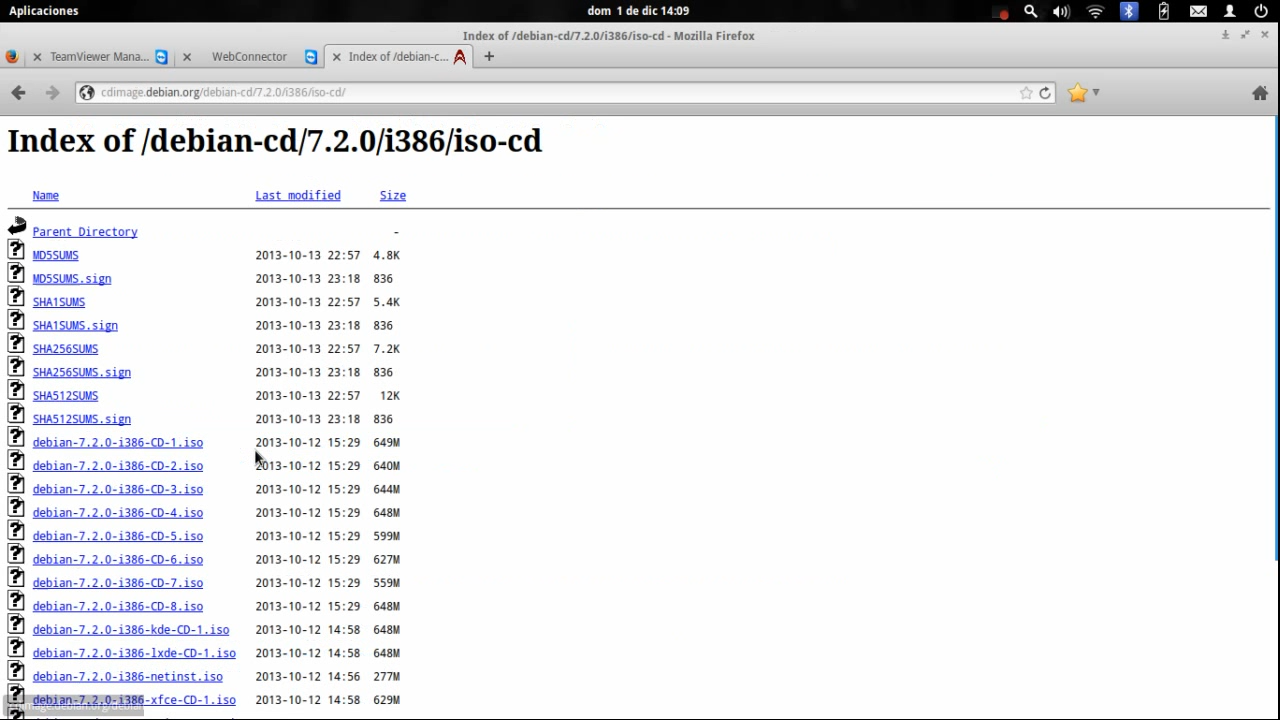 Aplicaciones
dom 1 de dic 14:09
Index of /debian-cd/7.2.0/i386/iso-cd - Mozilla Firefox
TeamViewer Mana...
WebConnector
Index of /debian-c...
cdimage.debian.org/debian-cd/7.2.0/i386/iso-cd/
Index of /debian-cd/7.2.0/i386/iso-cd
Name Last modified Size
Parent Directory -
MD5SUMS 2013-10-13 22:57 4.8K
MD5SUMS.sign 2013-10-13 23:18 836
SHA1SUMS 2013-10-13 22:57 5.4K
SHA1SUMS.sign 2013-10-13 23:18 836
SHA256SUMS 2013-10-13 22:57 7.2K
SHA256SUMS.sign 2013-10-13 23:18 836
SHA512SUMS 2013-10-13 22:57 12K
SHA512SUMS.sign 2013-10-13 23:18 836
debian-7.2.0-i386-CD-1.iso 2013-10-12 15:29 649M
debian-7.2.0-i386-CD-2.iso 2013-10-12 15:29 640M
debian-7.2.0-i386-CD-3.iso 2013-10-12 15:29 644M
debian-7.2.0-i386-CD-4.iso 2013-10-12 15:29 648M
debian-7.2.0-i386-CD-5.iso 2013-10-12 15:29 599M
debian-7.2.0-i386-CD-6.iso 2013-10-12 15:29 627M
debian-7.2.0-i386-CD-7.iso 2013-10-12 15:29 559M
debian-7.2.0-i386-CD-8.iso 2013-10-12 15:29 648M
debian-7.2.0-i386-kde-CD-1.iso 2013-10-12 14:58 648M
debian-7.2.0-i386-lxde-CD-1.iso 2013-10-12 14:58 648M
debian-7.2.0-i386-netinst.iso 2013-10-12 14:56 277M
debian-7.2.0-i386-xfce-CD-1.iso 2013-10-12 14:58 629M